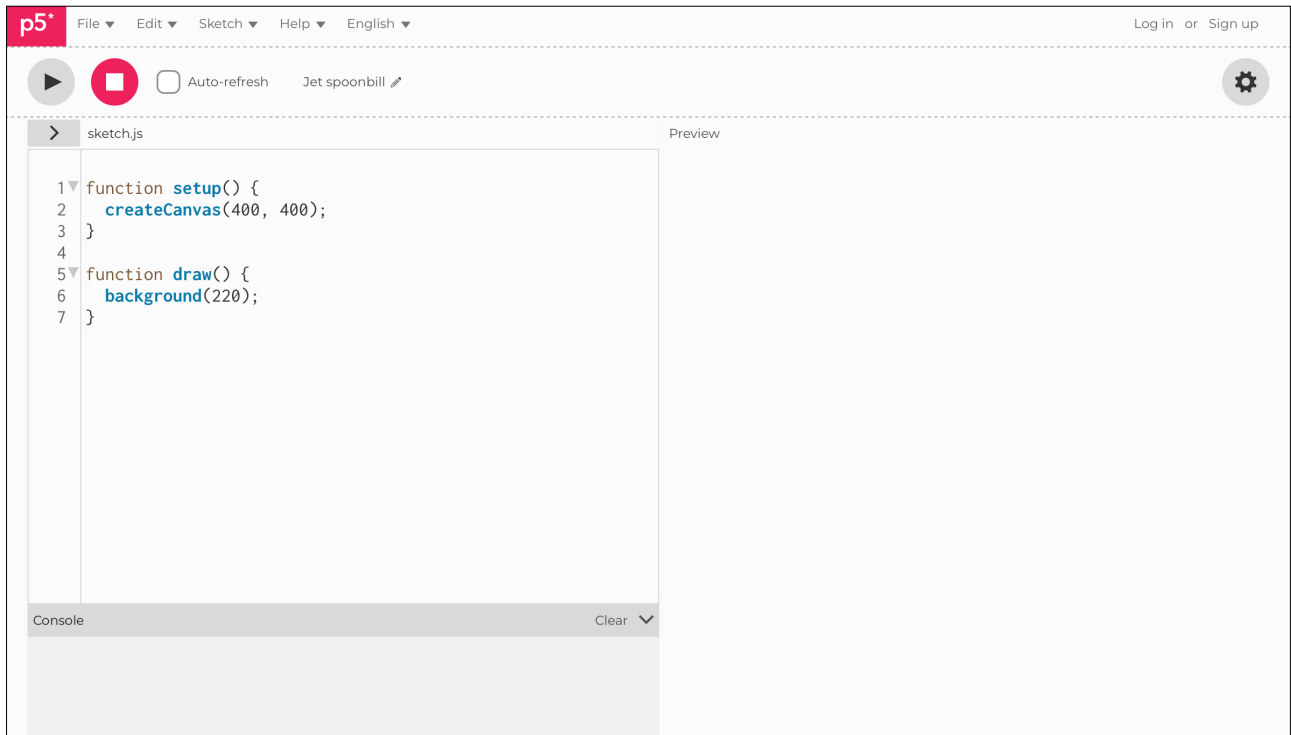 p5* File Edit Sketch Help English Log in or Sign up
Auto-refresh Jet spoonbill
sketch.js Preview
1 function setup() {
2 createCanvas(400, 400);
3 }
4
5 function draw() {
6 background(220);
7 }
Console Clear